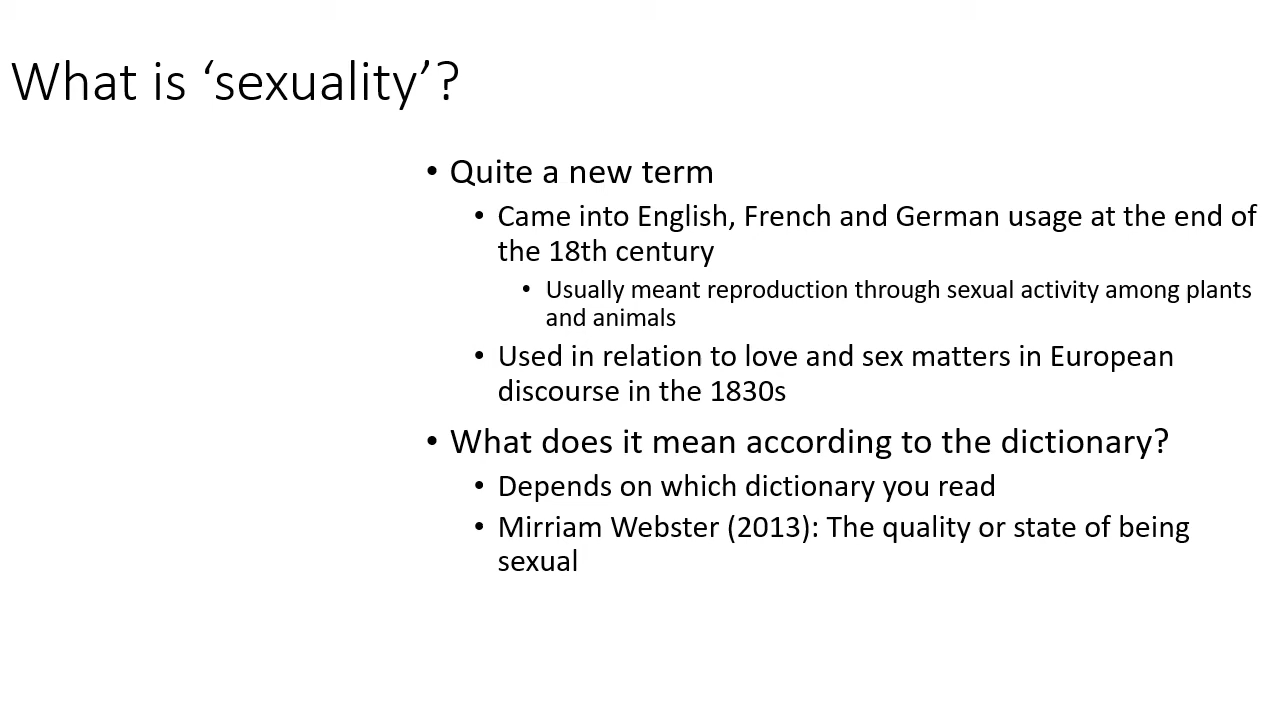 What is ‘sexuality’?
• Quite a new term
• Came into English, French and German usage at the end of
the 18th century
• Usually meant reproduction through sexual activity among plants
and animals
• Used in relation to love and sex matters in European
discourse in the 1830s
• What does it mean according to the dictionary?
• Depends on which dictionary you read
• Mirriam Webster (2013): The quality or state of being
sexual